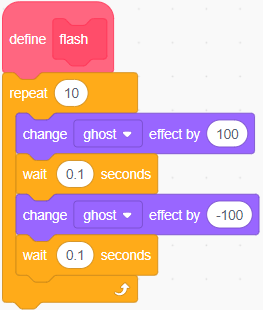 define flash
repeat 10
change ghost effect by 100
wait 0.1 seconds
change ghost effect by -100
wait 0.1 seconds